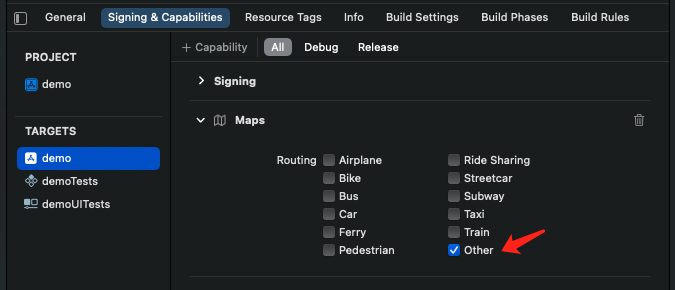 General Signing & Capabilities Resource Tags Info Build Settings Build Phases Build Rules
+ Capability All Debug Release
PROJECT
demo
TARGETS
demo
demoTests
demoUITests
Signing
Maps
Routing Airplane Ride Sharing
Bike Streetcar
Bus Subway
Car Taxi
Ferry Train
Pedestrian Other